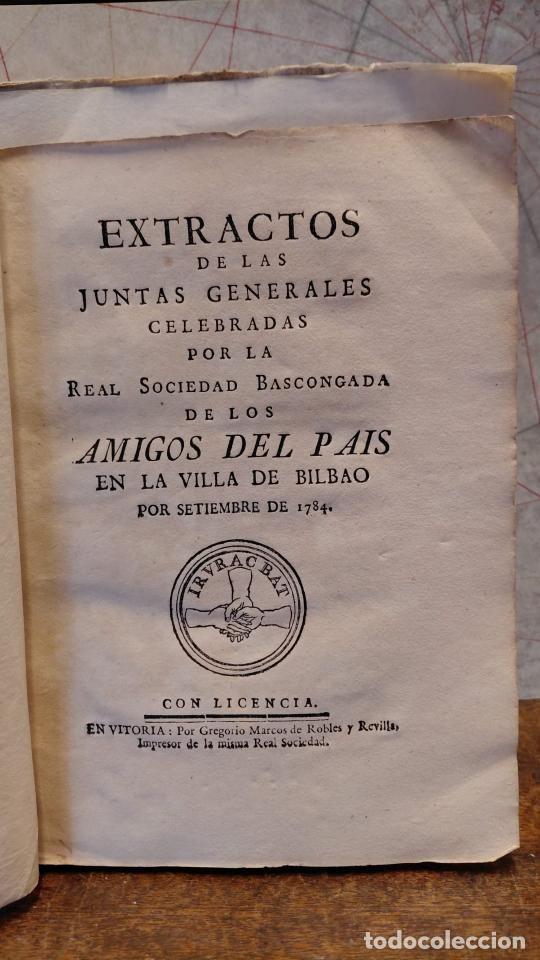 EXTRACTOS
DE LAS
JUNTAS GENERALES
CELEBRADAS
POR LA
REAL SOCIEDAD BASCONGADA
DE LOS
AMIGOS DEL PAIS
EN LA VILLA DE BILBAO
POR SETIEMBRE DE 1784.
IRVRAC BAT
CON LICENCIA.
EN VITORIA: Por Gregorio Marcos de Robles y Revilla,
Impresor de la misma Real Sociedad.
todocoleccion